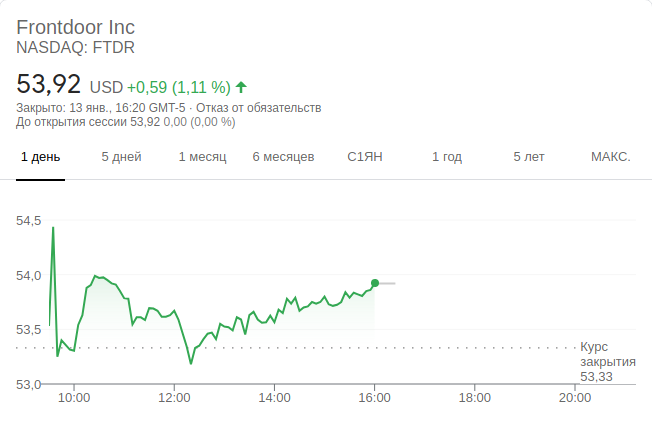 Frontdoor Inc
NASDAQ: FTDR
53,92 USD +0,59 (1,11 %)
Закрыто: 13 янв., 16:20 GMT-5 · Отказ от обязательств
До открытия сессии 53,92 0,00 (0,00 %)
1 день 5 дней 1 месяц 6 месяцев С1ЯН 1 год 5 лет МАКС.
54,5
54,0
53,5
53,0
Курс
закрытия
53,33
10:00 12:00 14:00 16:00 18:00 20:00